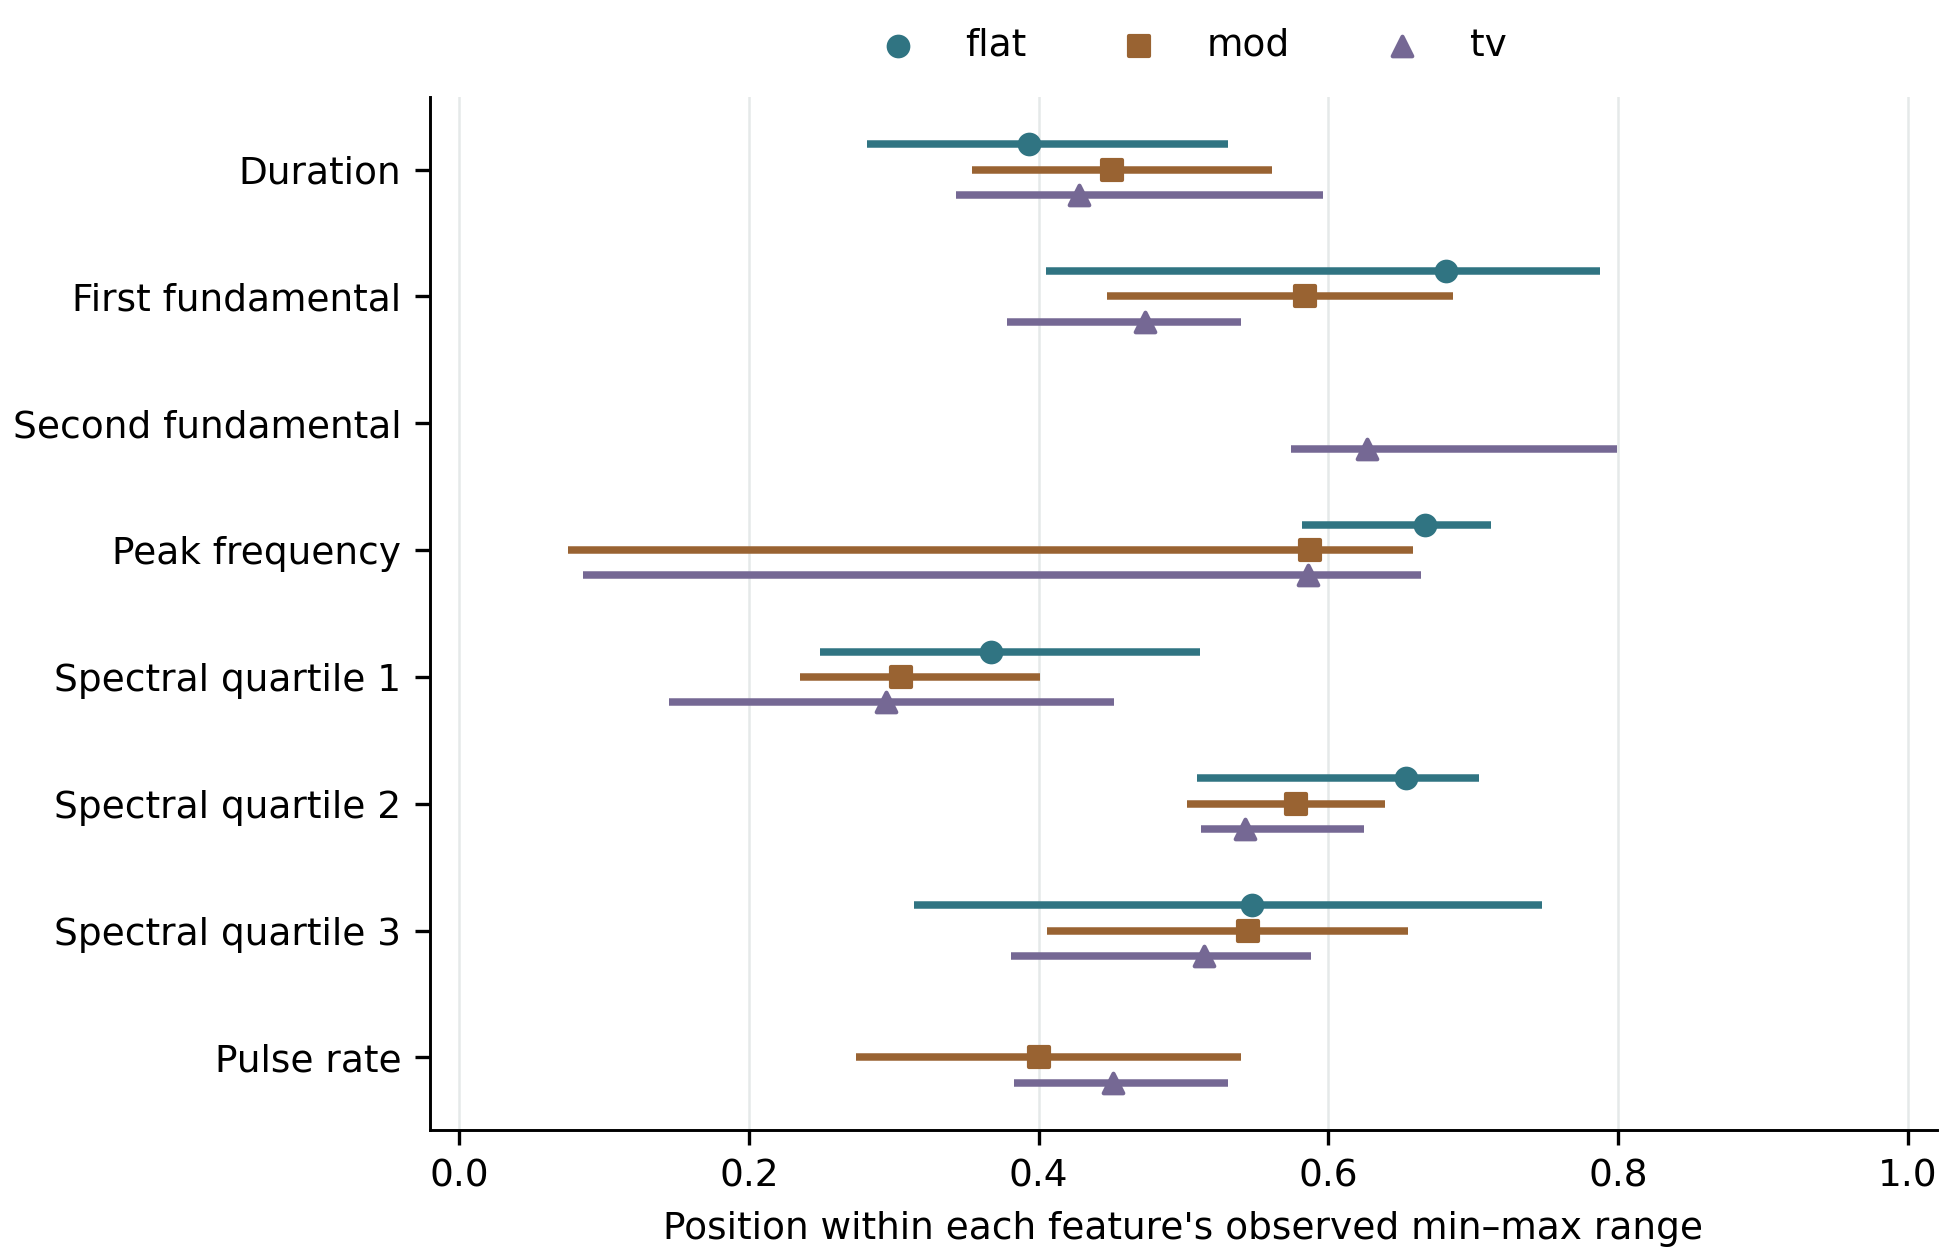 flat mod tv
Duration
First fundamental
Second fundamental
Peak frequency
Spectral quartile 1
Spectral quartile 2
Spectral quartile 3
Pulse rate
0.0 0.2 0.4 0.6 0.8 1.0
Position within each feature's observed min–max range